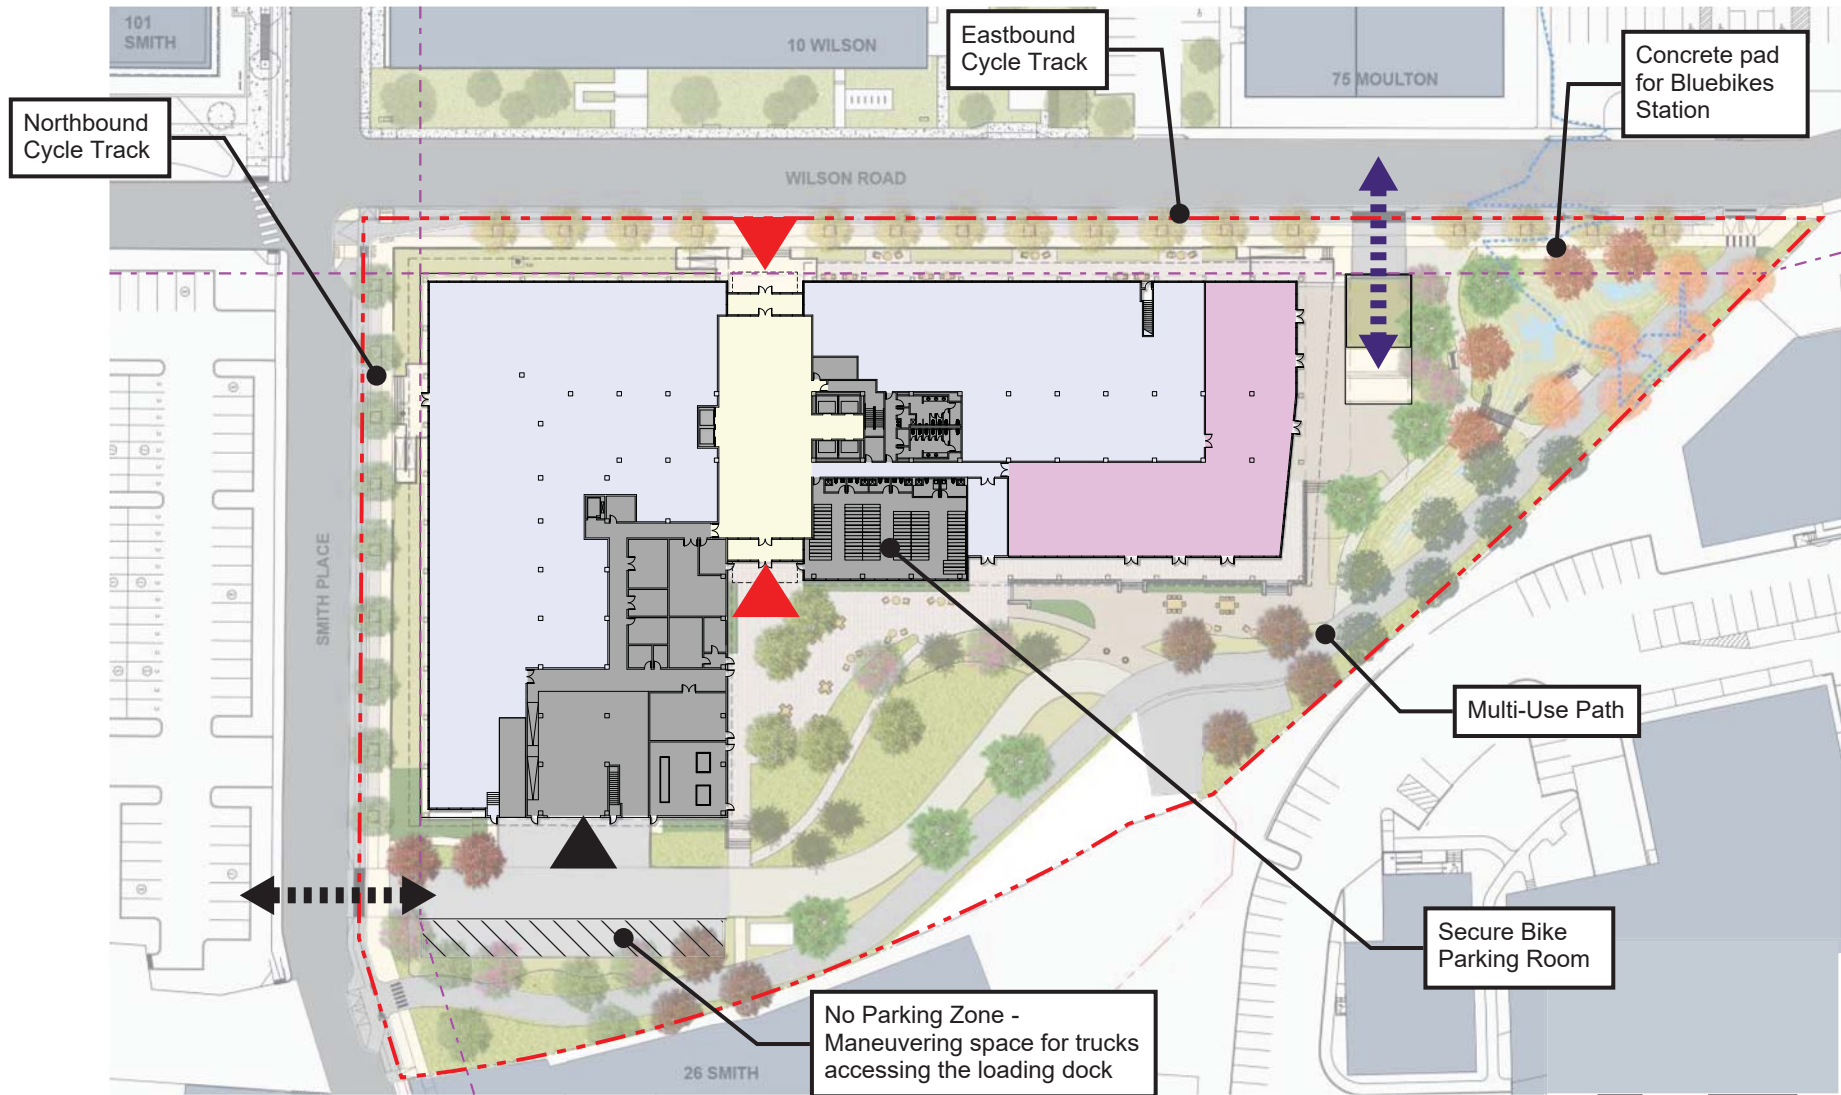 101
SMITH
10 WILSON
Eastbound
Cycle Track
75 MOULTON
Concrete pad
for Bluebikes
Station
Northbound
Cycle Track
WILSON ROAD
SMITH PLACE
Multi-Use Path
Secure Bike
Parking Room
No Parking Zone -
Maneuvering space for trucks
accessing the loading dock
26 SMITH